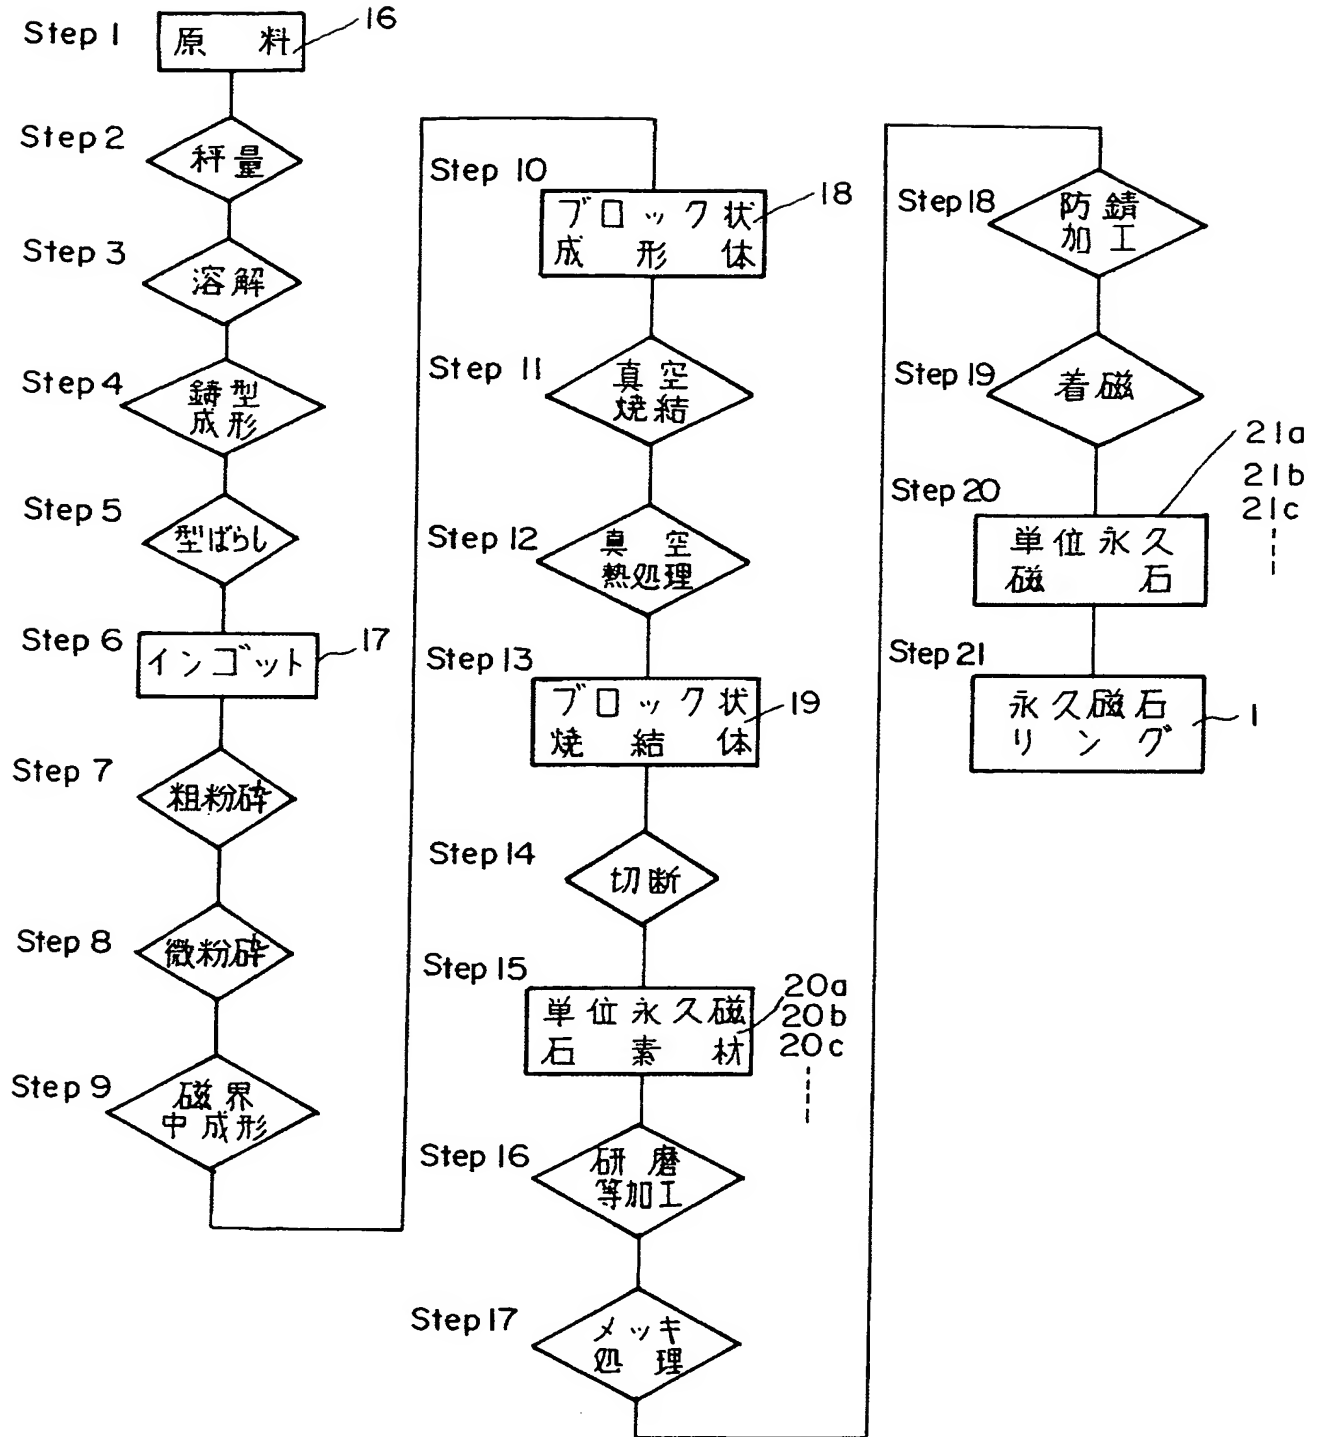 Step 1
原料
16
Step 2
秤量
Step 3
溶解
Step 4
鋳型
成形
Step 5
型ばらし
Step 6
インゴット
17
Step 7
粗粉砕
Step 8
微粉砕
Step 9
磁界
中成形
Step 10
ブロック状
成形体
18
Step 11
真空
焼結
Step 12
真空
熱処理
Step 13
ブロック状
焼結体
19
Step 14
切断
Step 15
単位永久磁
石素材
20a
20b
20c
Step 16
研磨
等加工
Step 17
メッキ
処理
Step 18
防錆
加工
Step 19
着磁
Step 20
単位永久
磁石
21a
21b
21c
Step 21
永久磁石
リング
1